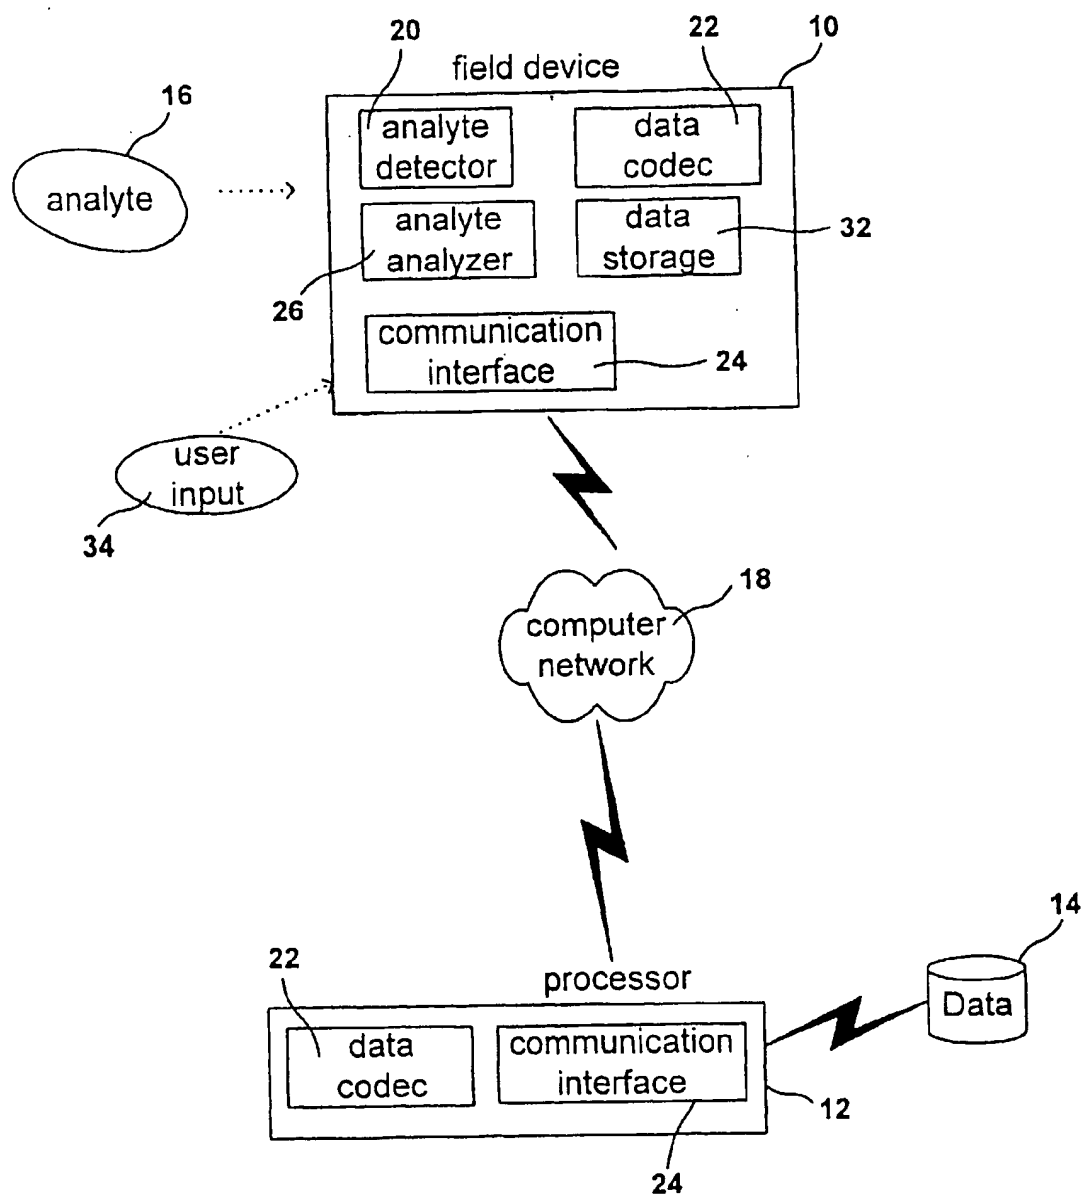 20
22
10
field device
16
analyte
detector
data
codec
analyte
analyte
analyzer
data
storage
32
26
communication
interface
24
user
input
34
18
computer
network
14
22
processor
Data
data
codec
communication
interface
12
24